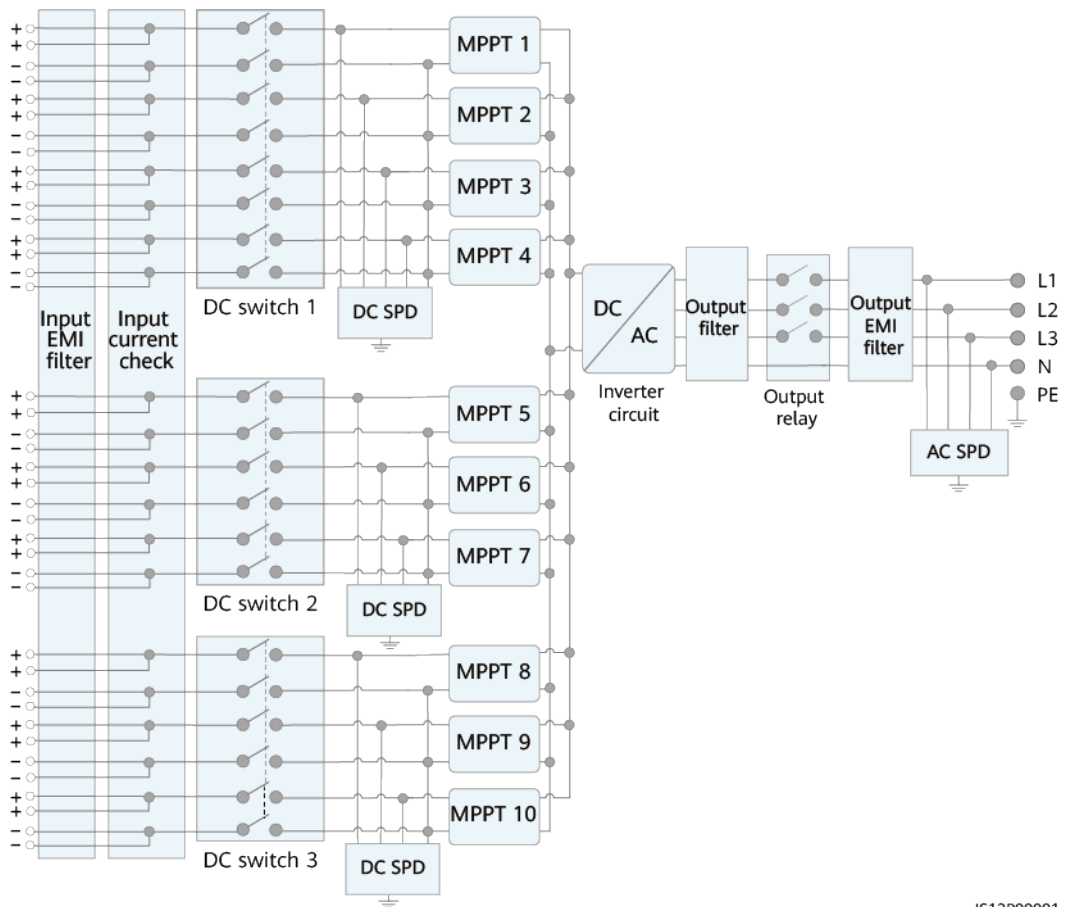 +
+
−
−
+
+
−
−
+
+
−
−
+
+
−
−
MPPT 1
MPPT 2
MPPT 3
MPPT 4
DC switch 1
DC SPD
Input
EMI
filter
Input
current
check
+
+
−
−
+
+
−
−
+
+
−
−
MPPT 5
MPPT 6
MPPT 7
DC switch 2
DC SPD
+
+
−
−
+
+
−
−
+
+
−
−
MPPT 8
MPPT 9
MPPT 10
DC switch 3
DC SPD
DC
AC
Inverter
circuit
Output
filter
Output
relay
Output
EMI
filter
L1
L2
L3
N
PE
AC SPD